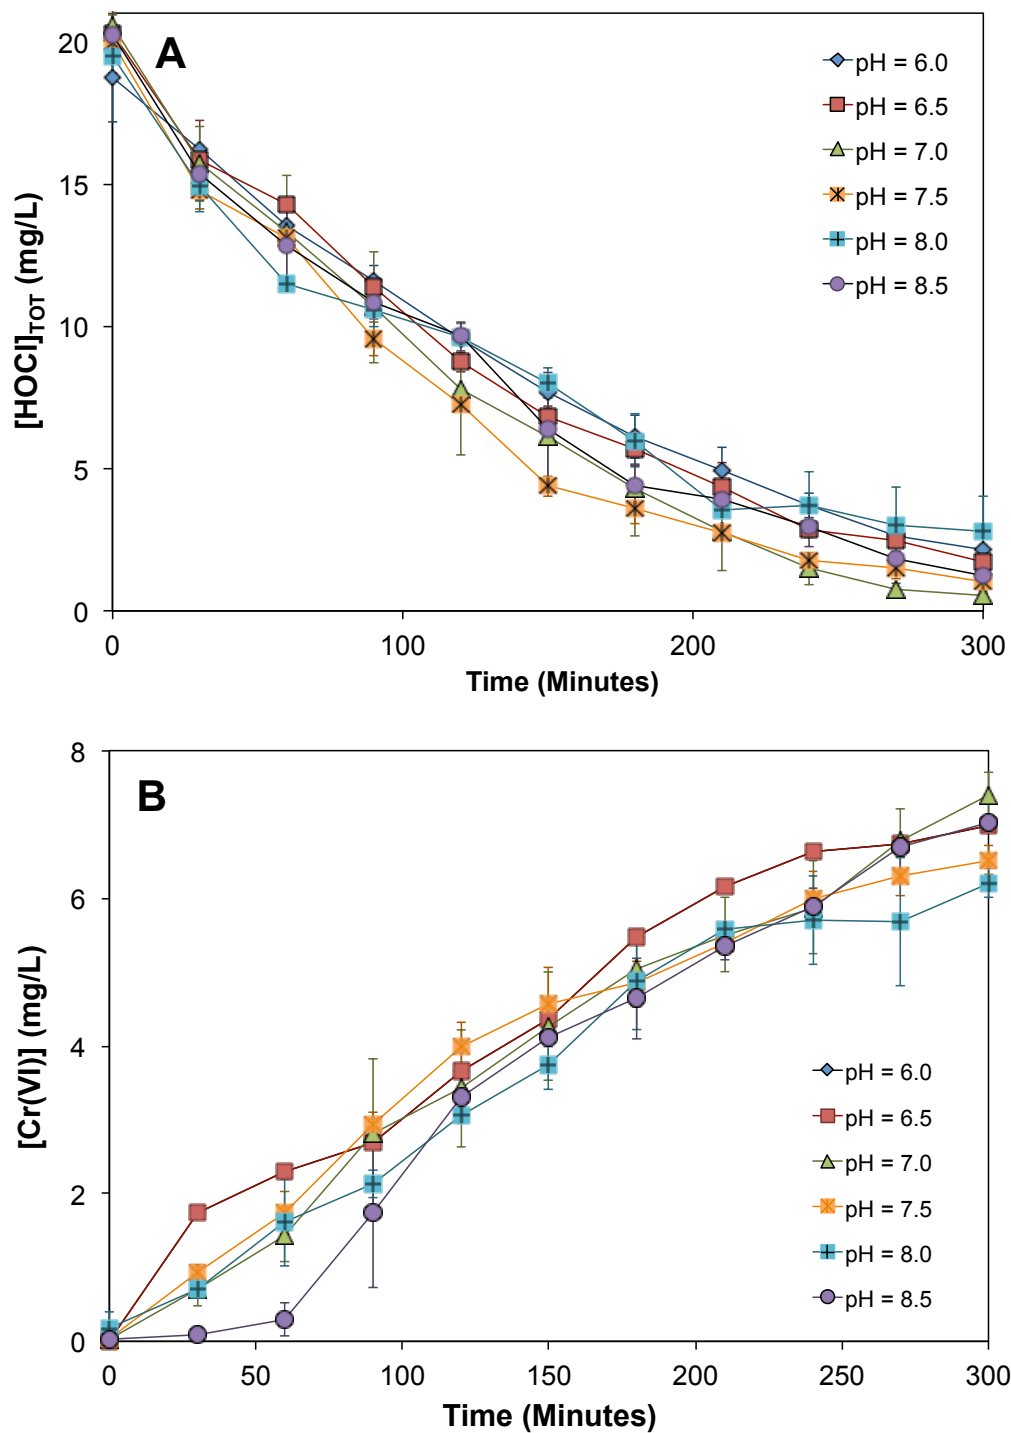 A
20
15
10
5
0
[HOCl]TOT (mg/L)
pH = 6.0
pH = 6.5
pH = 7.0
pH = 7.5
pH = 8.0
pH = 8.5
0 100 200 300
Time (Minutes)
B
8
6
4
2
0
[Cr(VI)] (mg/L)
pH = 6.0
pH = 6.5
pH = 7.0
pH = 7.5
pH = 8.0
pH = 8.5
0 50 100 150 200 250 300
Time (Minutes)